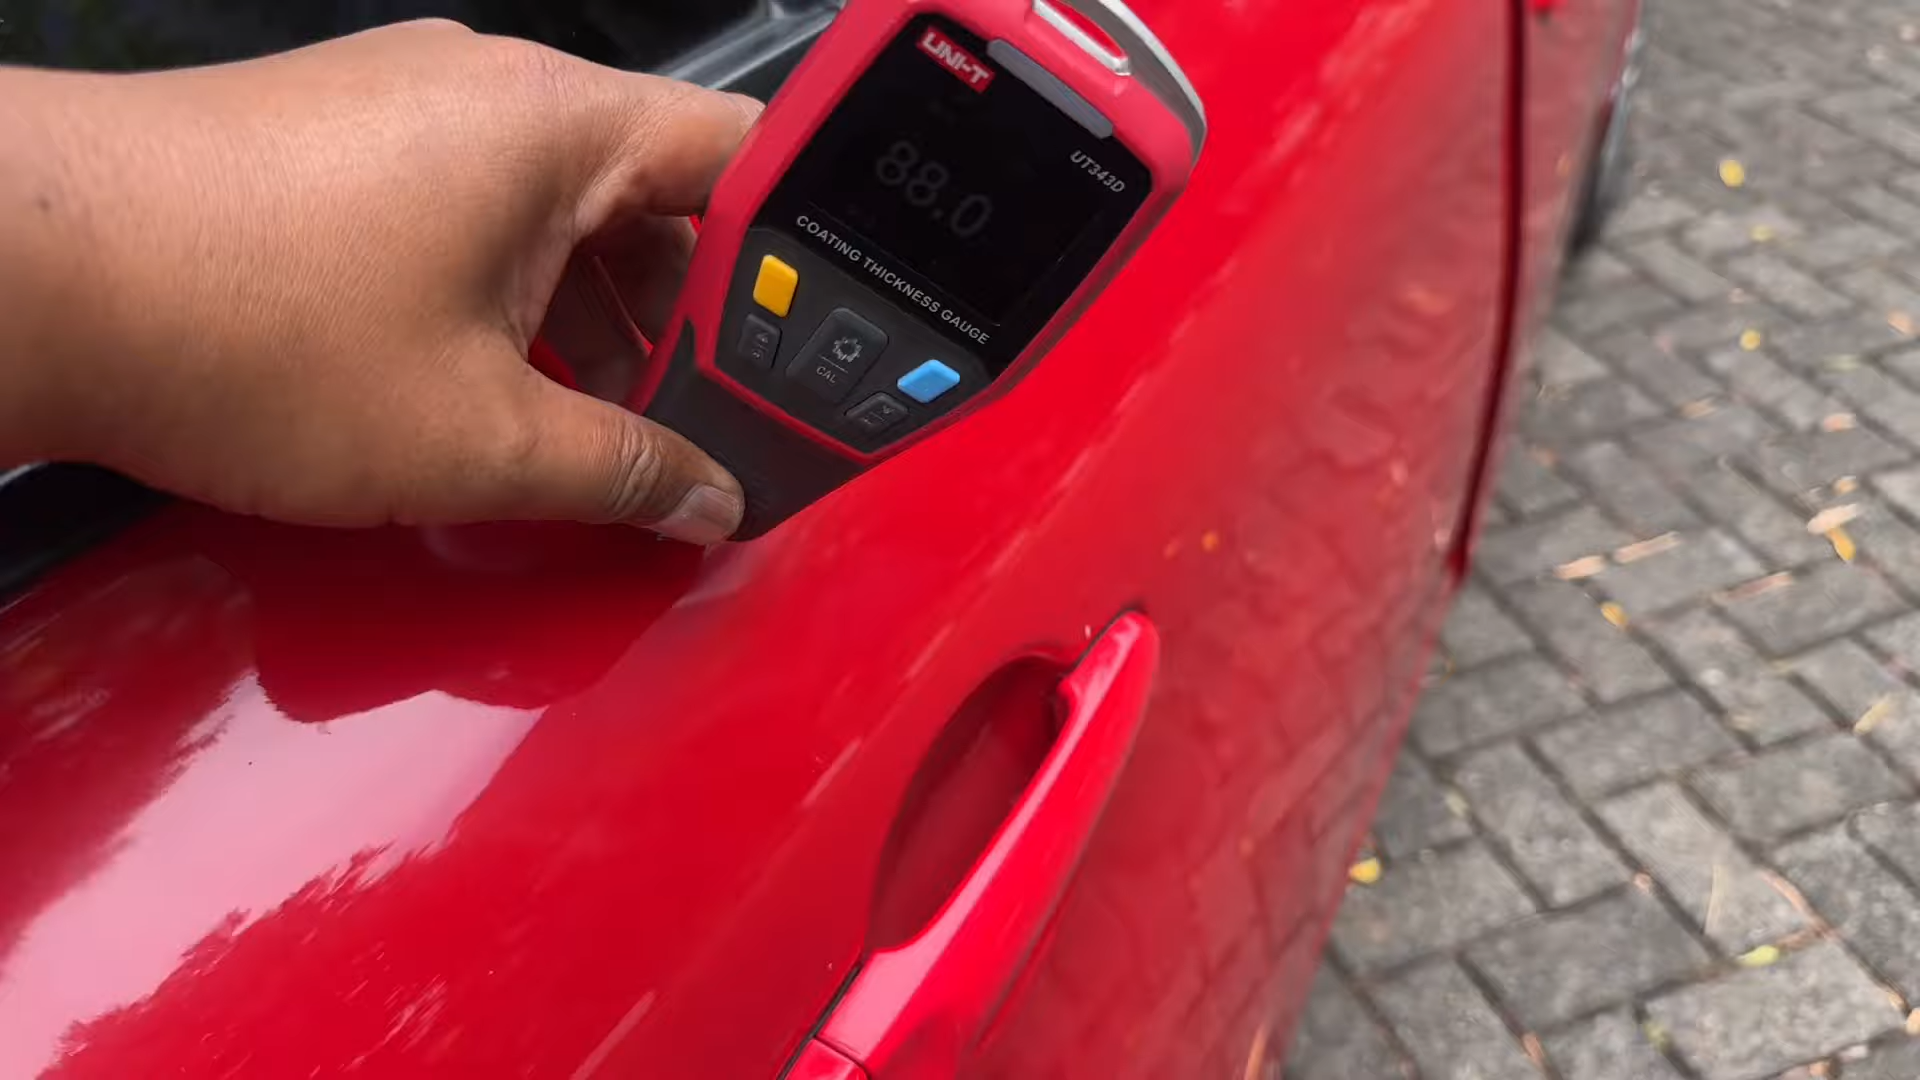 UNI-T
UT343D
88.0
COATING THICKNESS GAUGE
CAL